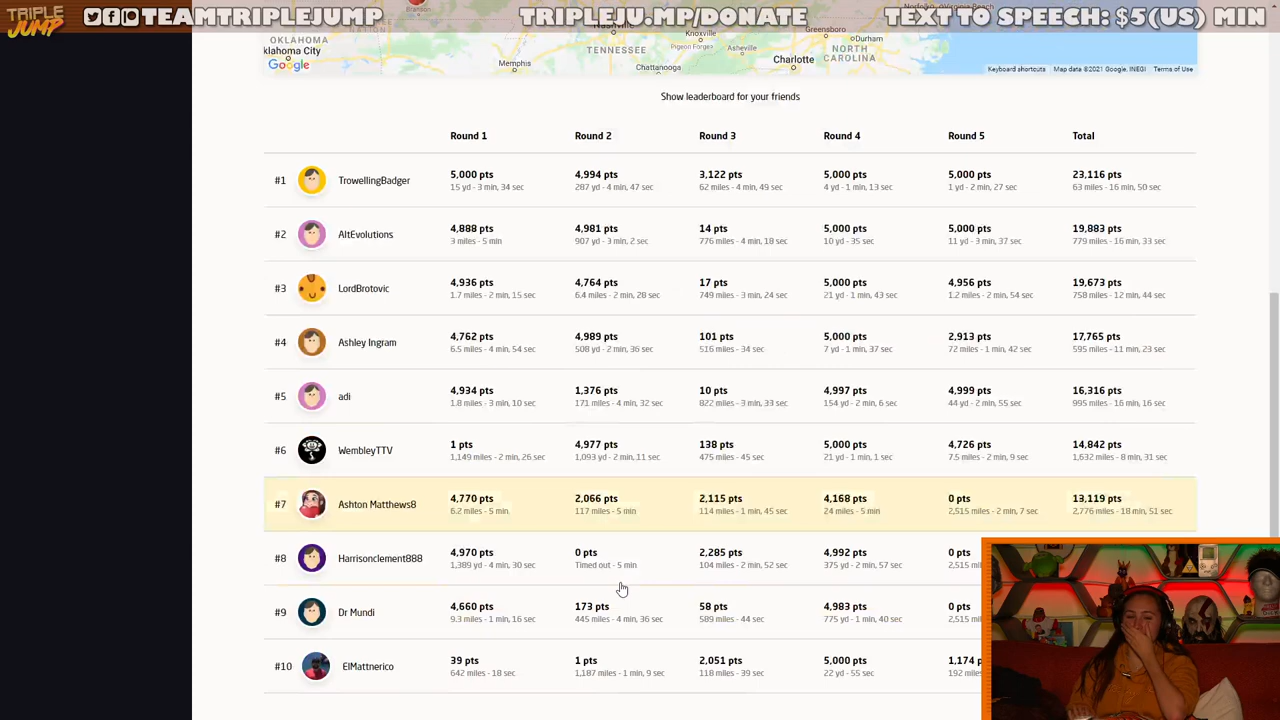 TRIPLE JUMP
@TEAMTRIPLEJUMP
TRIPLEJU.MP/DONATE
TEXT TO SPEECH: $5(US) MIN
OKLAHOMA
klahoma City
Google
Memphis
TENNESSEE
Knoxville
Pigeon Forge
Asheville
Chattanooga
Greensboro
Durham
NORTH CAROLINA
Charlotte
Keyboard shortcuts
Map data ©2021 Google, INEGI
Terms of Use
Show leaderboard for your friends
Round 1 Round 2 Round 3 Round 4 Round 5 Total
#1 TrowellingBadger 5,000 pts 4,994 pts 3,122 pts 5,000 pts 5,000 pts 23,116 pts
15 yd - 3 min, 34 sec 287 yd - 4 min, 47 sec 62 miles - 4 min, 49 sec 4 yd - 1 min, 13 sec 1 yd - 2 min, 27 sec 63 miles - 16 min, 50 sec
#2 AltEvolutions 4,888 pts 4,981 pts 14 pts 5,000 pts 5,000 pts 19,883 pts
3 miles - 5 min 907 yd - 3 min, 2 sec 776 miles - 4 min, 18 sec 10 yd - 35 sec 11 yd - 3 min, 37 sec 779 miles - 16 min, 33 sec
#3 LordBrotovic 4,936 pts 4,764 pts 17 pts 5,000 pts 4,956 pts 19,673 pts
1.7 miles - 2 min, 15 sec 6.4 miles - 2 min, 28 sec 749 miles - 3 min, 24 sec 21 yd - 1 min, 43 sec 1.2 miles - 2 min, 54 sec 758 miles - 12 min, 44 sec
#4 Ashley Ingram 4,762 pts 4,989 pts 101 pts 5,000 pts 2,913 pts 17,765 pts
6.5 miles - 4 min, 54 sec 508 yd - 2 min, 36 sec 516 miles - 34 sec 7 yd - 1 min, 37 sec 72 miles - 1 min, 42 sec 595 miles - 11 min, 23 sec
#5 adi 4,934 pts 1,376 pts 10 pts 4,997 pts 4,999 pts 16,316 pts
1.8 miles - 3 min, 10 sec 171 miles - 4 min, 32 sec 822 miles - 3 min, 33 sec 154 yd - 2 min, 6 sec 44 yd - 2 min, 55 sec 995 miles - 16 min, 16 sec
#6 WembleyTTV 1 pts 4,977 pts 138 pts 5,000 pts 4,726 pts 14,842 pts
1,149 miles - 2 min, 26 sec 1,093 yd - 2 min, 11 sec 475 miles - 45 sec 21 yd - 1 min, 1 sec 7.5 miles - 2 min, 9 sec 1,632 miles - 8 min, 31 sec
#7 Ashton Matthews8 4,770 pts 2,066 pts 2,115 pts 4,168 pts 0 pts 13,119 pts
6.2 miles - 5 min 117 miles - 5 min 114 miles - 1 min, 45 sec 24 miles - 5 min 2,515 miles - 2 min, 7 sec 2,776 miles - 18 min, 51 sec
#8 Harrisonclement888 4,970 pts 0 pts 2,285 pts 4,992 pts 0 pts
1,389 yd - 4 min, 30 sec Timed out - 5 min 104 miles - 2 min, 52 sec 375 yd - 2 min, 57 sec 2,515 m
#9 Dr Mundi 4,660 pts 173 pts 58 pts 4,983 pts 0 pts
9.3 miles - 1 min, 16 sec 445 miles - 4 min, 36 sec 589 miles - 44 sec 775 yd - 1 min, 40 sec 2,515 m
#10 ElMattnerico 39 pts 1 pts 2,051 pts 5,000 pts 1,174 p
642 miles - 18 sec 1,187 miles - 1 min, 9 sec 118 miles - 39 sec 22 yd - 55 sec 192 miles